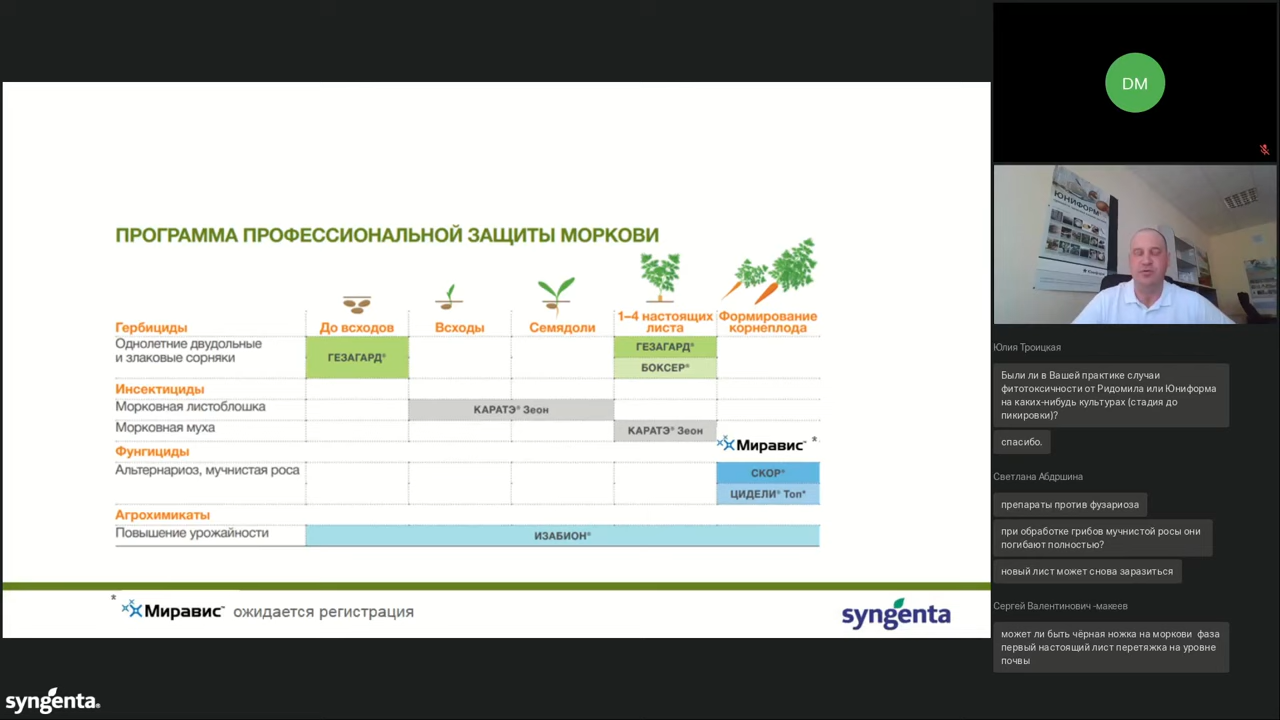 ПРОГРАММА ПРОФЕССИОНАЛЬНОЙ ЗАЩИТЫ МОРКОВИ
Гербициды
До всходов
Всходы
Семядоли
1–4 настоящих
листа
Формирование
корнеплода
Однолетние двудольные
и злаковые сорняки
ГЕЗАГАРД®
ГЕЗАГАРД®
БОКСЕР®
Инсектициды
Морковная листоблошка
КАРАТЭ® Зеон
Морковная муха
КАРАТЭ® Зеон
Миравис™ *
Фунгициды
Альтернариоз, мучнистая роса
СКОР®
ЦИДЕЛИ® Топ*
Агрохимикаты
Повышение урожайности
ИЗАБИОН®
* Миравис™ ожидается регистрация
syngenta
syngenta®
DM
ЮНИФОРМ
Юлия Троицкая
Были ли в Вашей практике случаи
фитотоксичности от Ридомила или Юниформа
на каких-нибудь культурах (стадия до
пикировки)?
спасибо.
Светлана Абдршина
препараты против фузариоза
при обработке грибов мучнистой росы они
погибают полностью?
новый лист может снова заразиться
Сергей Валентинович -макеев
может ли быть чёрная ножка на моркови фаза
первый настоящий лист перетяжка на уровне
почвы